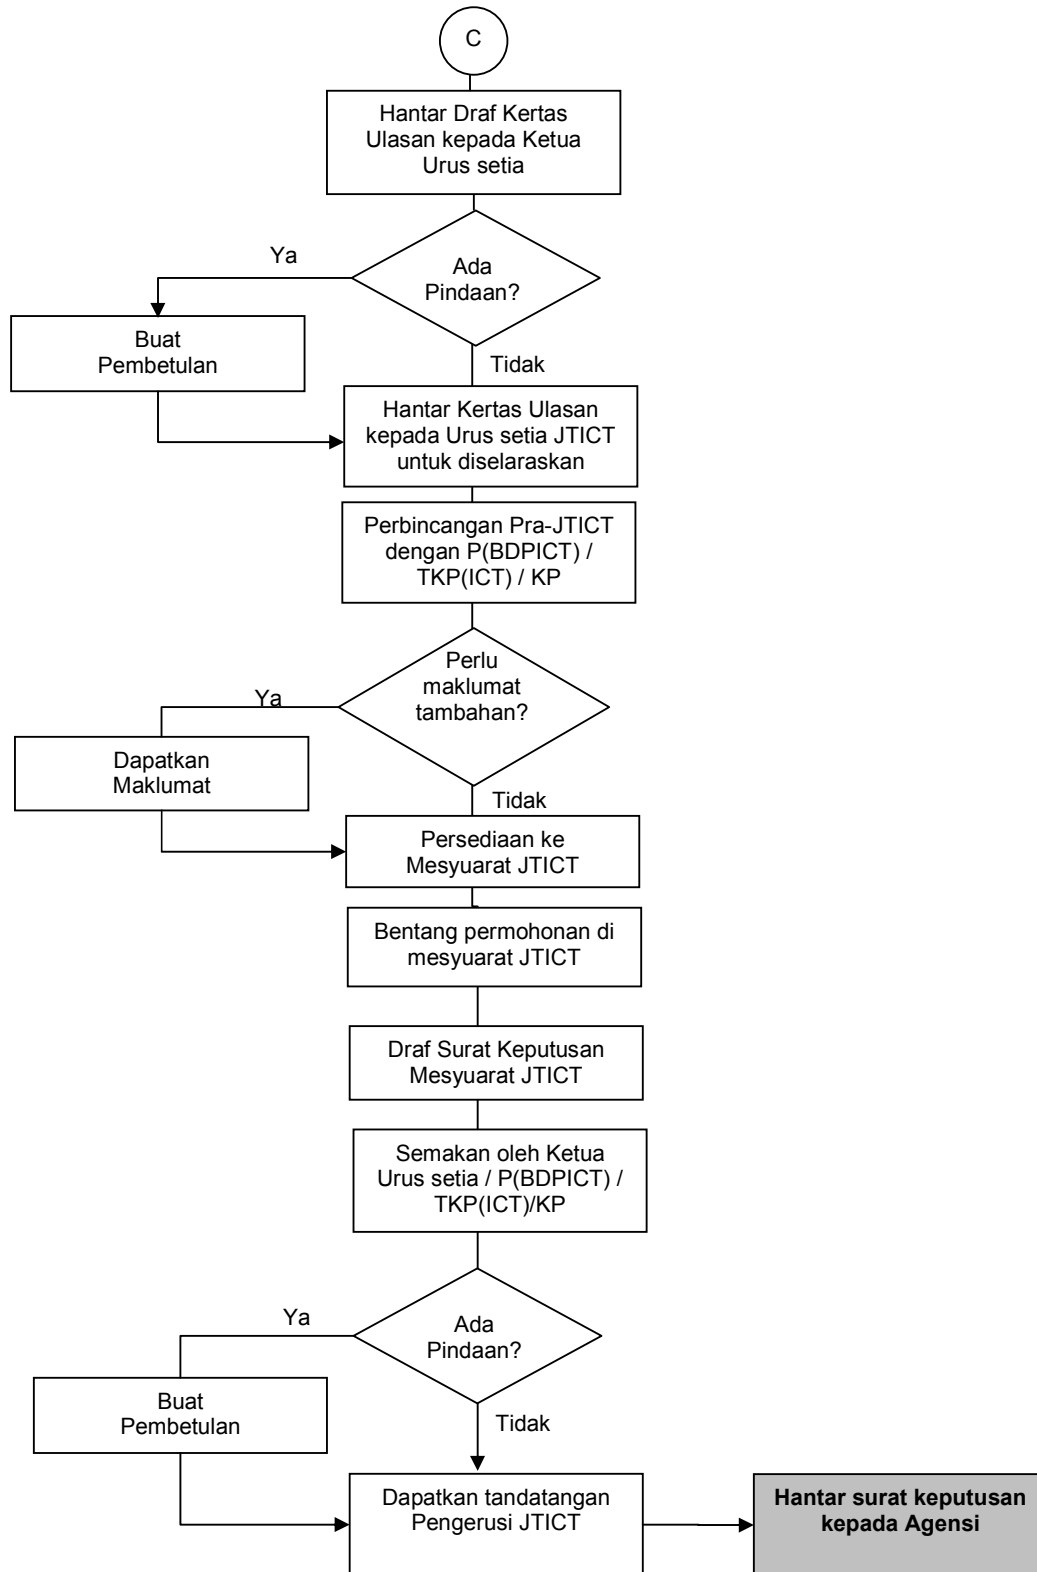 C
Hantar Draf Kertas
Ulasan kepada Ketua
Urus setia
Ya
Ada
Pindaan?
Buat
Pembetulan
Tidak
Hantar Kertas Ulasan
kepada Urus setia JTICT
untuk diselaraskan
Perbincangan Pra-JTICT
dengan P(BDPICT) /
TKP(ICT) / KP
Perlu
maklumat
tambahan?
Ya
Dapatkan
Maklumat
Tidak
Persediaan ke
Mesyuarat JTICT
Bentang permohonan di
mesyuarat JTICT
Draf Surat Keputusan
Mesyuarat JTICT
Semakan oleh Ketua
Urus setia / P(BDPICT) /
TKP(ICT)/KP
Ya
Ada
Pindaan?
Buat
Pembetulan
Tidak
Dapatkan tandatangan
Pengerusi JTICT
Hantar surat keputusan
kepada Agensi